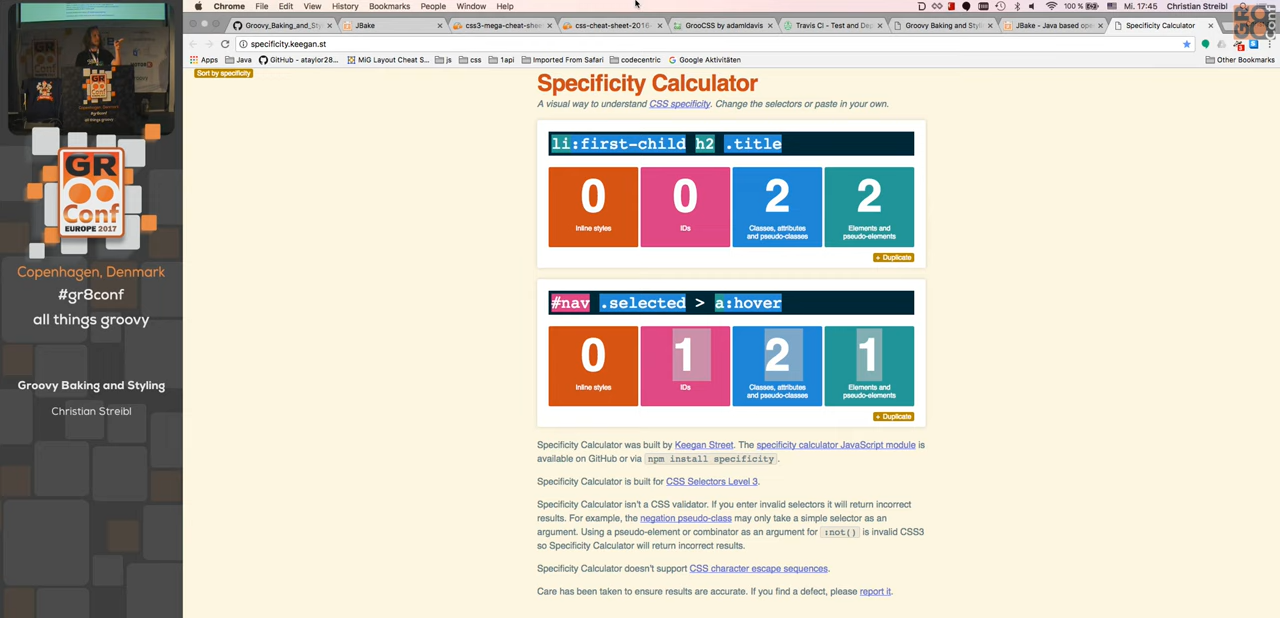 Chrome File Edit View History Bookmarks People Window Help
100 % Mi. 17:45 Christian Streibl
Groovy_Baking_and_Sty JBake css3-mega-cheat-shee css-cheat-sheet-2016 GrooCSS by adamldavis Travis CI - Test and Dep Groovy Baking and Styl JBake - Java based ope Specificity Calculator
specificity.keegan.st
Apps Java GitHub - ataylor28... MiG Layout Cheat S... js css 1api Imported From Safari codecentric Google Aktivitäten Other Bookmarks
Sort by specificity
Specificity Calculator
A visual way to understand CSS specificity. Change the selectors or paste in your own.
li:first-child h2 .title
0 0 2 2
Inline styles IDs Classes, attributes and pseudo-classes Elements and pseudo-elements
+ Duplicate
#nav .selected > a:hover
0 1 2 1
Inline styles IDs Classes, attributes and pseudo-classes Elements and pseudo-elements
+ Duplicate
Specificity Calculator was built by Keegan Street. The specificity calculator JavaScript module is
available on GitHub or via npm install specificity.
Specificity Calculator is built for CSS Selectors Level 3.
Specificity Calculator isn't a CSS validator. If you enter invalid selectors it will return incorrect
results. For example, the negation pseudo-class may only take a simple selector as an
argument. Using a pseudo-element or combinator as an argument for :not() is invalid CSS3
so Specificity Calculator will return incorrect results.
Specificity Calculator doesn't support CSS character escape sequences.
Care has been taken to ensure results are accurate. If you find a defect, please report it.
GR
Conf
EUROPE 2017
Copenhagen, Denmark
#gr8conf
all things groovy
Groovy Baking and Styling
Christian Streibl